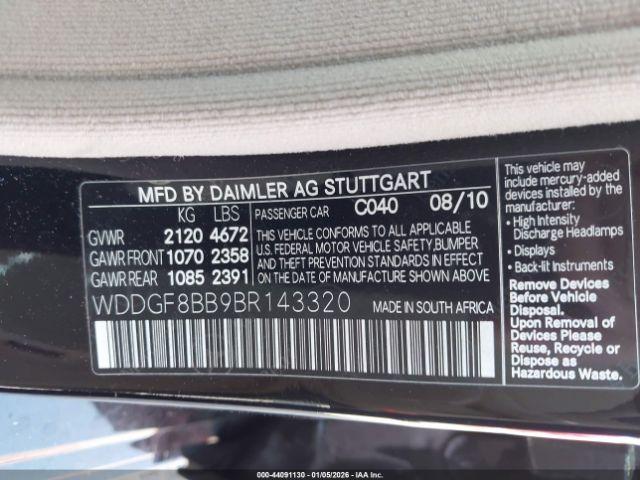 MFD BY DAIMLER AG STUTTGART
KG LBS
GVWR 2120 4672
GAWR FRONT 1070 2358
GAWR REAR 1085 2391
PASSENGER CAR C040 08/10
THIS VEHICLE CONFORMS TO ALL APPLICABLE
U.S. FEDERAL MOTOR VEHICLE SAFETY, BUMPER
AND THEFT PREVENTION STANDARDS IN EFFECT
ON THE DATE OF MANUFACTURE SHOWN ABOVE
WDDGF8BB9BR143320 MADE IN SOUTH AFRICA
This vehicle may
include mercury-added
devices installed by the
manufacturer:
• High Intensity
Discharge Headlamps
• Displays
• Back-lit Instruments
Remove Devices
Before Vehicle
Disposal.
Upon Removal of
Devices Please
Reuse, Recycle or
Dispose as
Hazardous Waste.
000-44091130 - 01/05/2026 - IAA HC